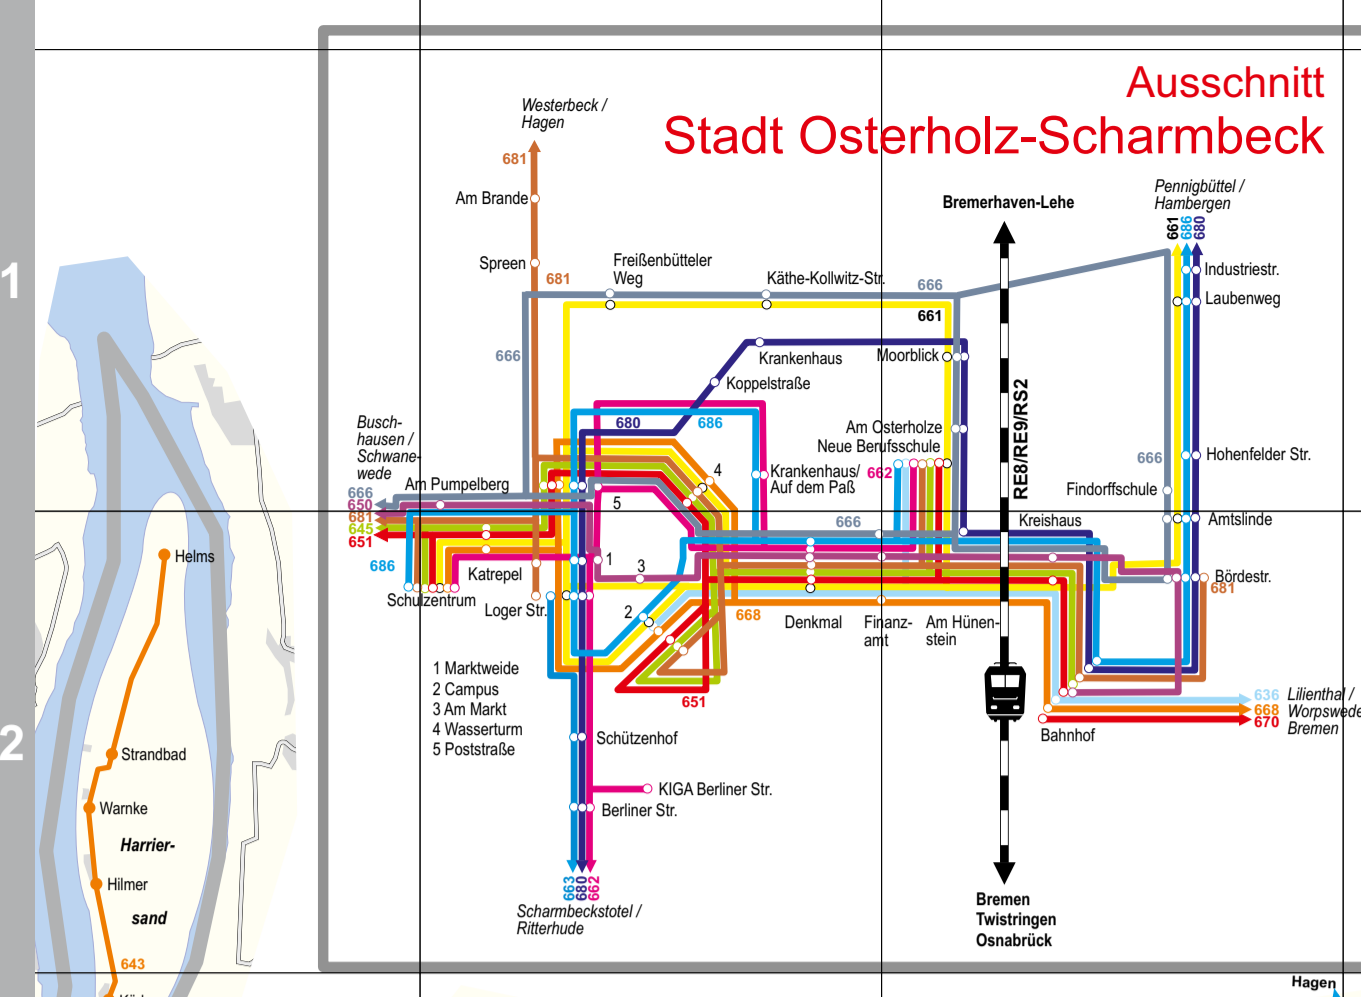 Ausschnitt
Stadt Osterholz-Scharmbeck
1
2
Westerbeck /
Hagen
681
Am Brande
Spreen
681
Freißenbütteler
Weg
Käthe-Kollwitz-Str.
666
661
666
Bremerhaven-Lehe
Pennigbüttel /
Hambergen
661
686
680
Industriestr.
Laubenweg
Krankenhaus
Moorblick
Koppelstraße
RE8/RE9/RS2
Busch-
hausen /
Schwane-
wede
680
686
Am Osterholze
Neue Berufsschule
662
Krankenhaus/
Auf dem Paß
4
666
Hohenfelder Str.
Findorffschule
Am Pumpelberg
666
650
681
645
651
5
666
Kreishaus
Amtslinde
686
Katrepel
1
3
Bördestr.
681
Schulzentrum
Loger Str.
2
668
Denkmal
Finanz-
amt
Am Hünen-
stein
1 Marktweide
2 Campus
3 Am Markt
4 Wasserturm
5 Poststraße
651
636
668
670
Lilienthal /
Worpswede
Bremen
Bahnhof
Schützenhof
KIGA Berliner Str.
Berliner Str.
663
680
662
Scharmbeckstotel /
Ritterhude
Bremen
Twistringen
Osnabrück
Helms
Strandbad
Warnke
Harrier-
Hilmer
sand
643
Hagen